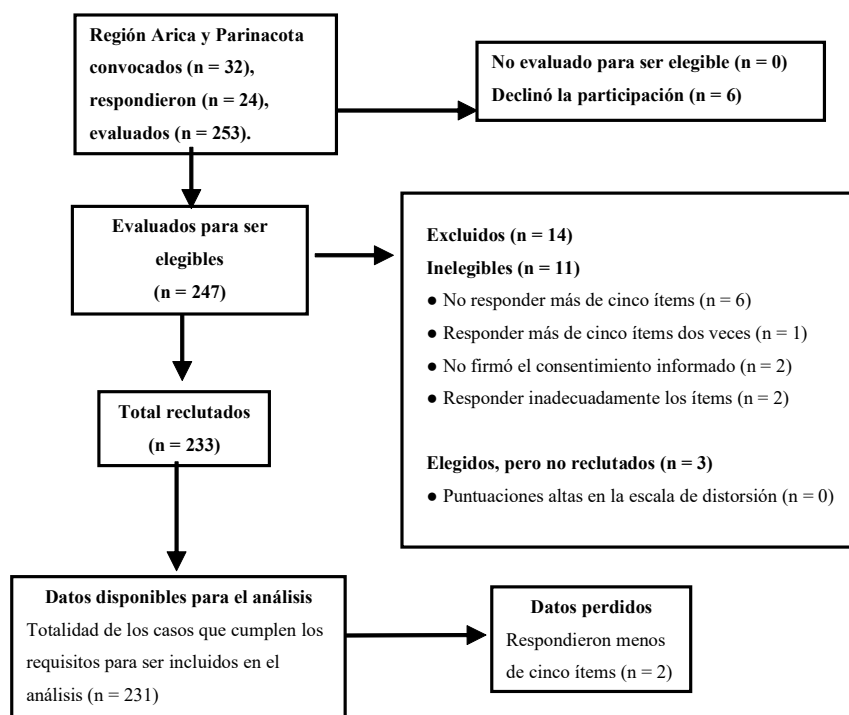 Región Arica y Parinacota
convocados (n = 32),
respondieron (n = 24),
evaluados (n = 253).
No evaluado para ser elegible (n = 0)
Declinó la participación (n = 6)
Evaluados para ser
elegibles
(n = 247)
Excluidos (n = 14)
Inelegibles (n = 11)
● No responder más de cinco ítems (n = 6)
● Responder más de cinco ítems dos veces (n = 1)
● No firmó el consentimiento informado (n = 2)
● Responder inadecuadamente los ítems (n = 2)
Elegidos, pero no reclutados (n = 3)
● Puntuaciones altas en la escala de distorsión (n = 0)
Total reclutados
(n = 233)
Datos disponibles para el análisis
Totalidad de los casos que cumplen los
requisitos para ser incluidos en el
análisis (n = 231)
Datos perdidos
Respondieron menos
de cinco ítems (n = 2)